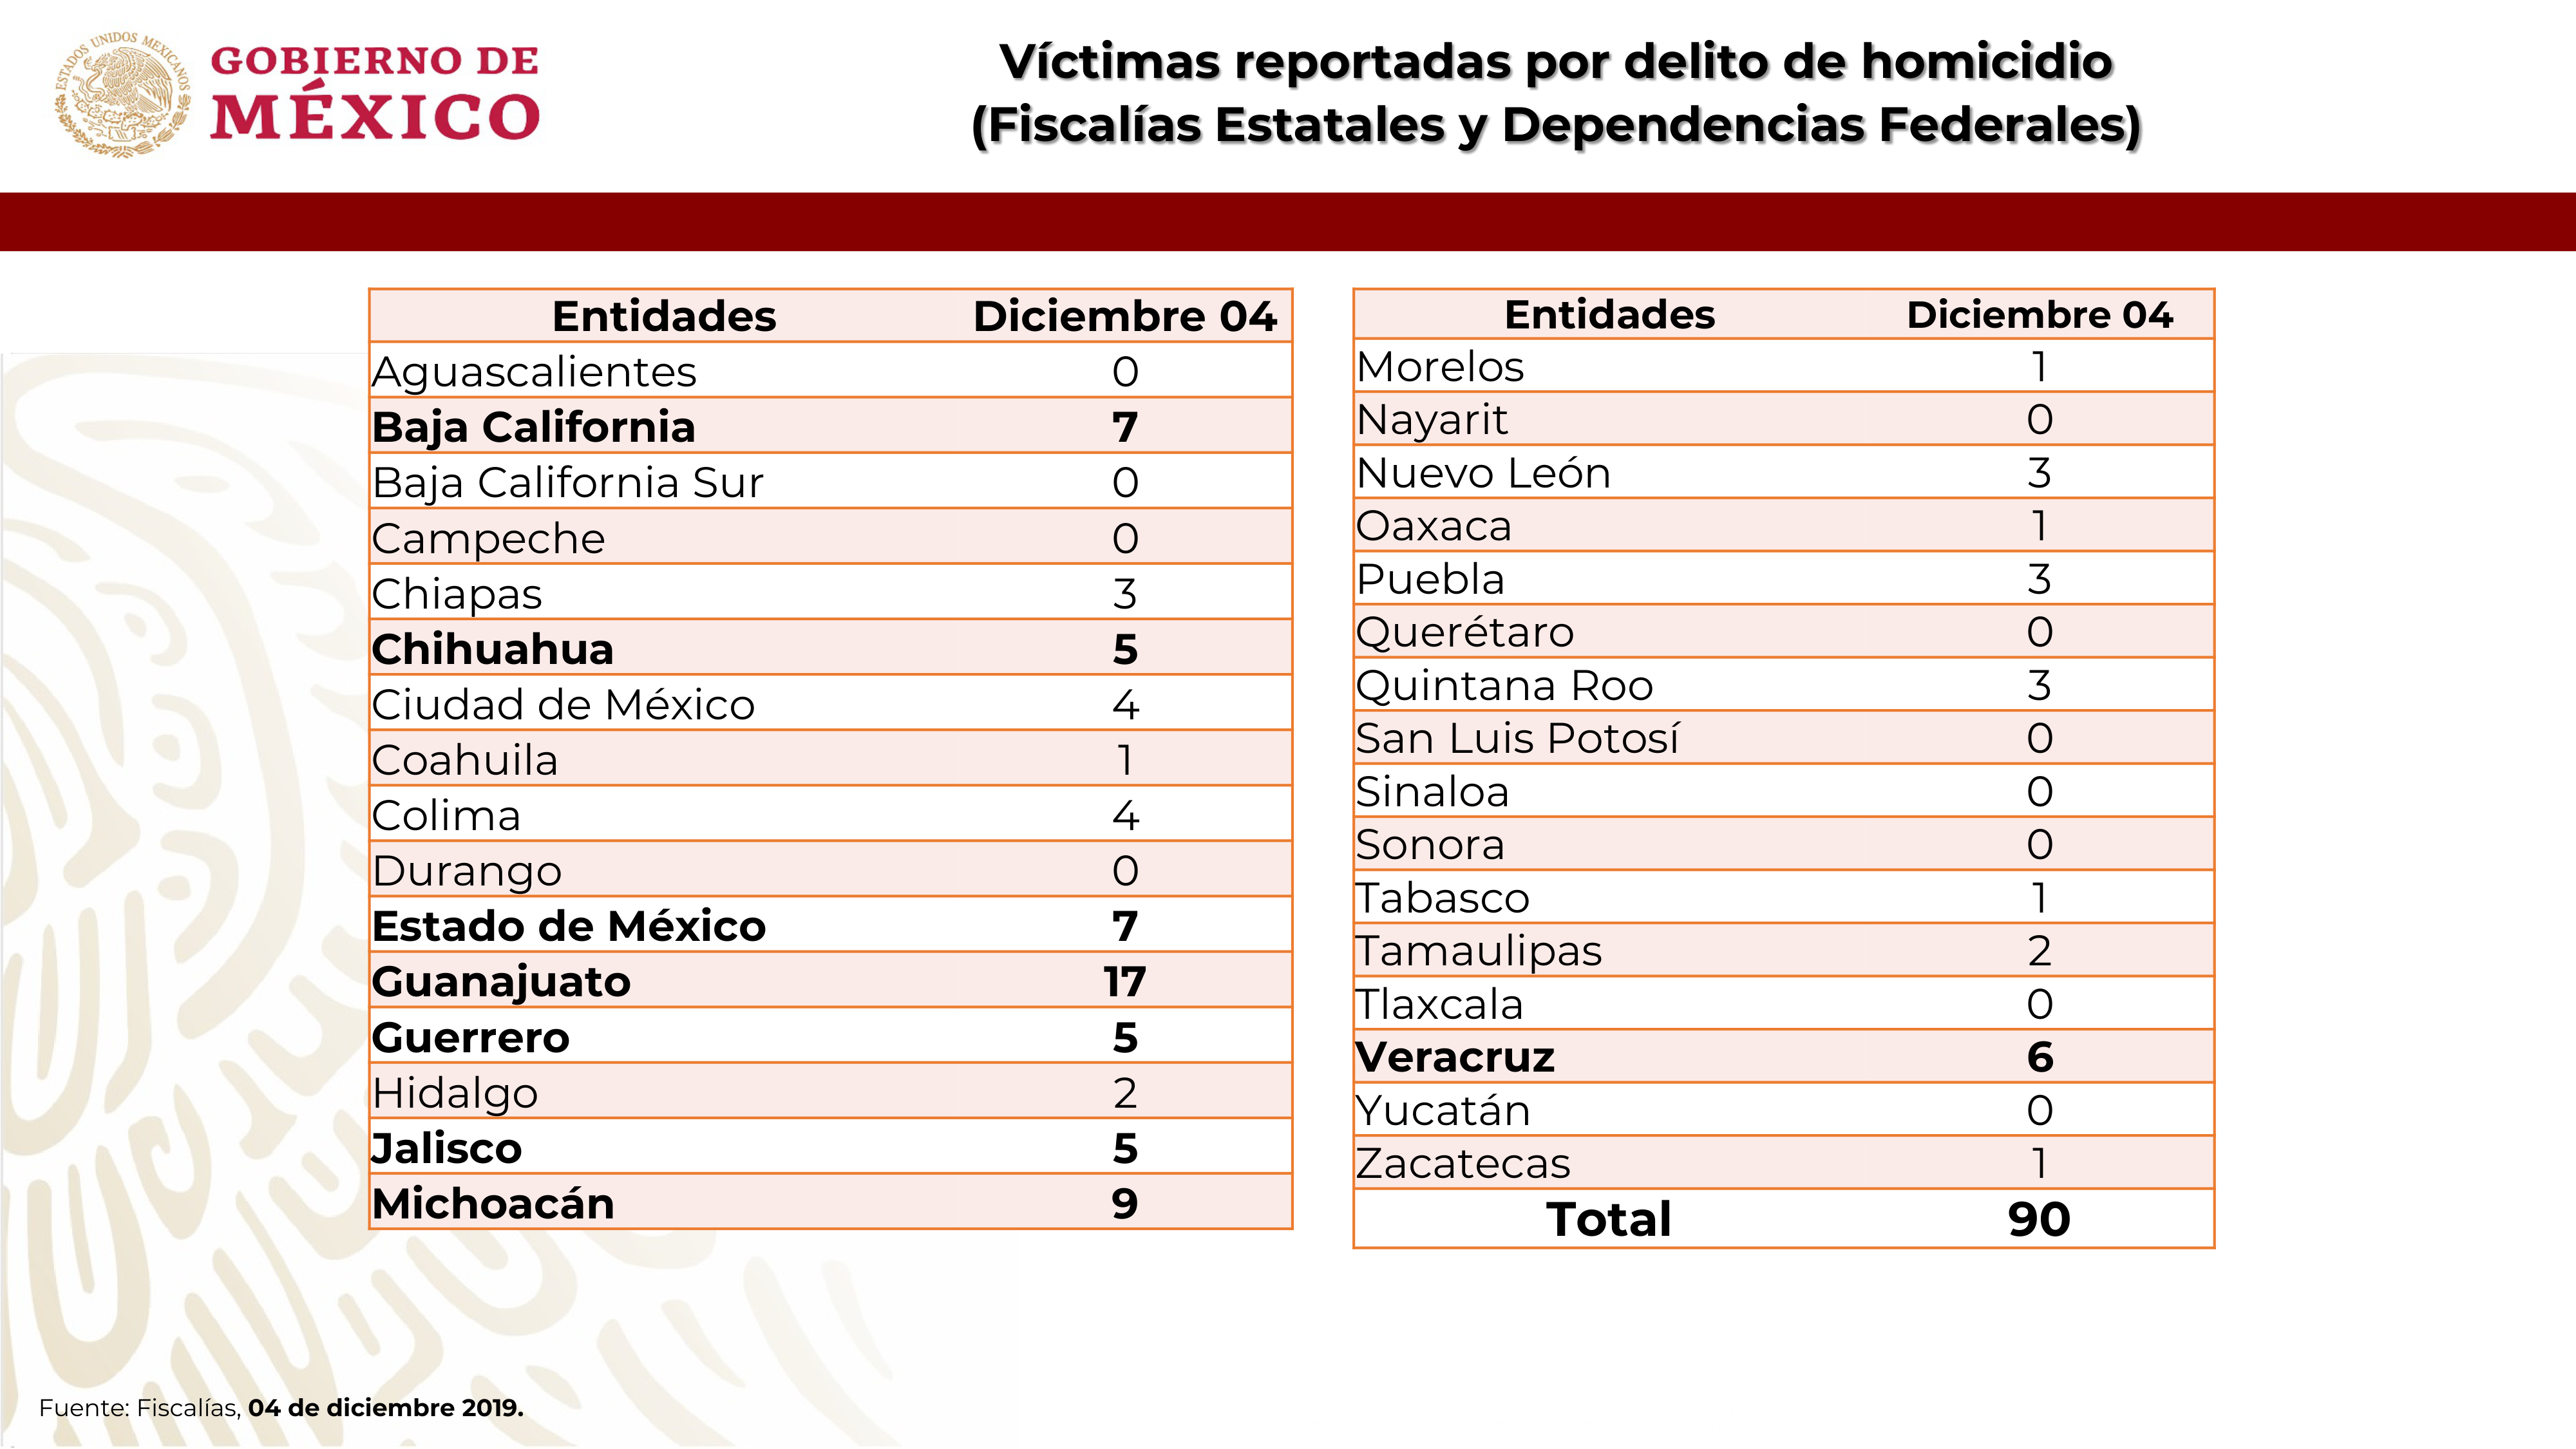 ESTADOS UNIDOS MEXICANOS
GOBIERNO DE
MÉXICO
Víctimas reportadas por delito de homicidio
(Fiscalías Estatales y Dependencias Federales)
Entidades Diciembre 04
Aguascalientes 0
Baja California 7
Baja California Sur 0
Campeche 0
Chiapas 3
Chihuahua 5
Ciudad de México 4
Coahuila 1
Colima 4
Durango 0
Estado de México 7
Guanajuato 17
Guerrero 5
Hidalgo 2
Jalisco 5
Michoacán 9
Entidades Diciembre 04
Morelos 1
Nayarit 0
Nuevo León 3
Oaxaca 1
Puebla 3
Querétaro 0
Quintana Roo 3
San Luis Potosí 0
Sinaloa 0
Sonora 0
Tabasco 1
Tamaulipas 2
Tlaxcala 0
Veracruz 6
Yucatán 0
Zacatecas 1
Total 90
Fuente: Fiscalías, 04 de diciembre 2019.